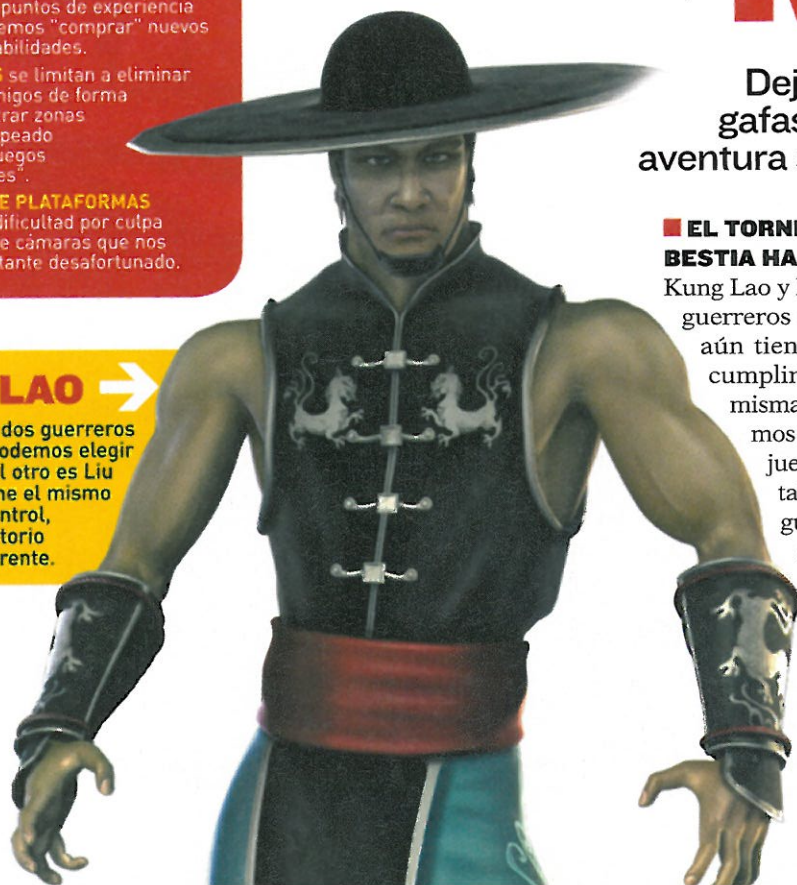 puntos de experiencia
emos "comprar" nuevos
abilidades.
se limitan a eliminar
migos de forma
rar zonas
peado
uegos
es".
E PLATAFORMAS
dificultad por culpa
e cámaras que nos
tante desafortunado.
LAO
dos guerreros
podemos elegir
l otro es Liu
ne el mismo
ntrol,
torio
rente.
Dej
gafas
aventura
EL TORNE
BESTIA HA
Kung Lao y
guerreros
aún tien
cumplir
misma
mos
jue
ta
gu